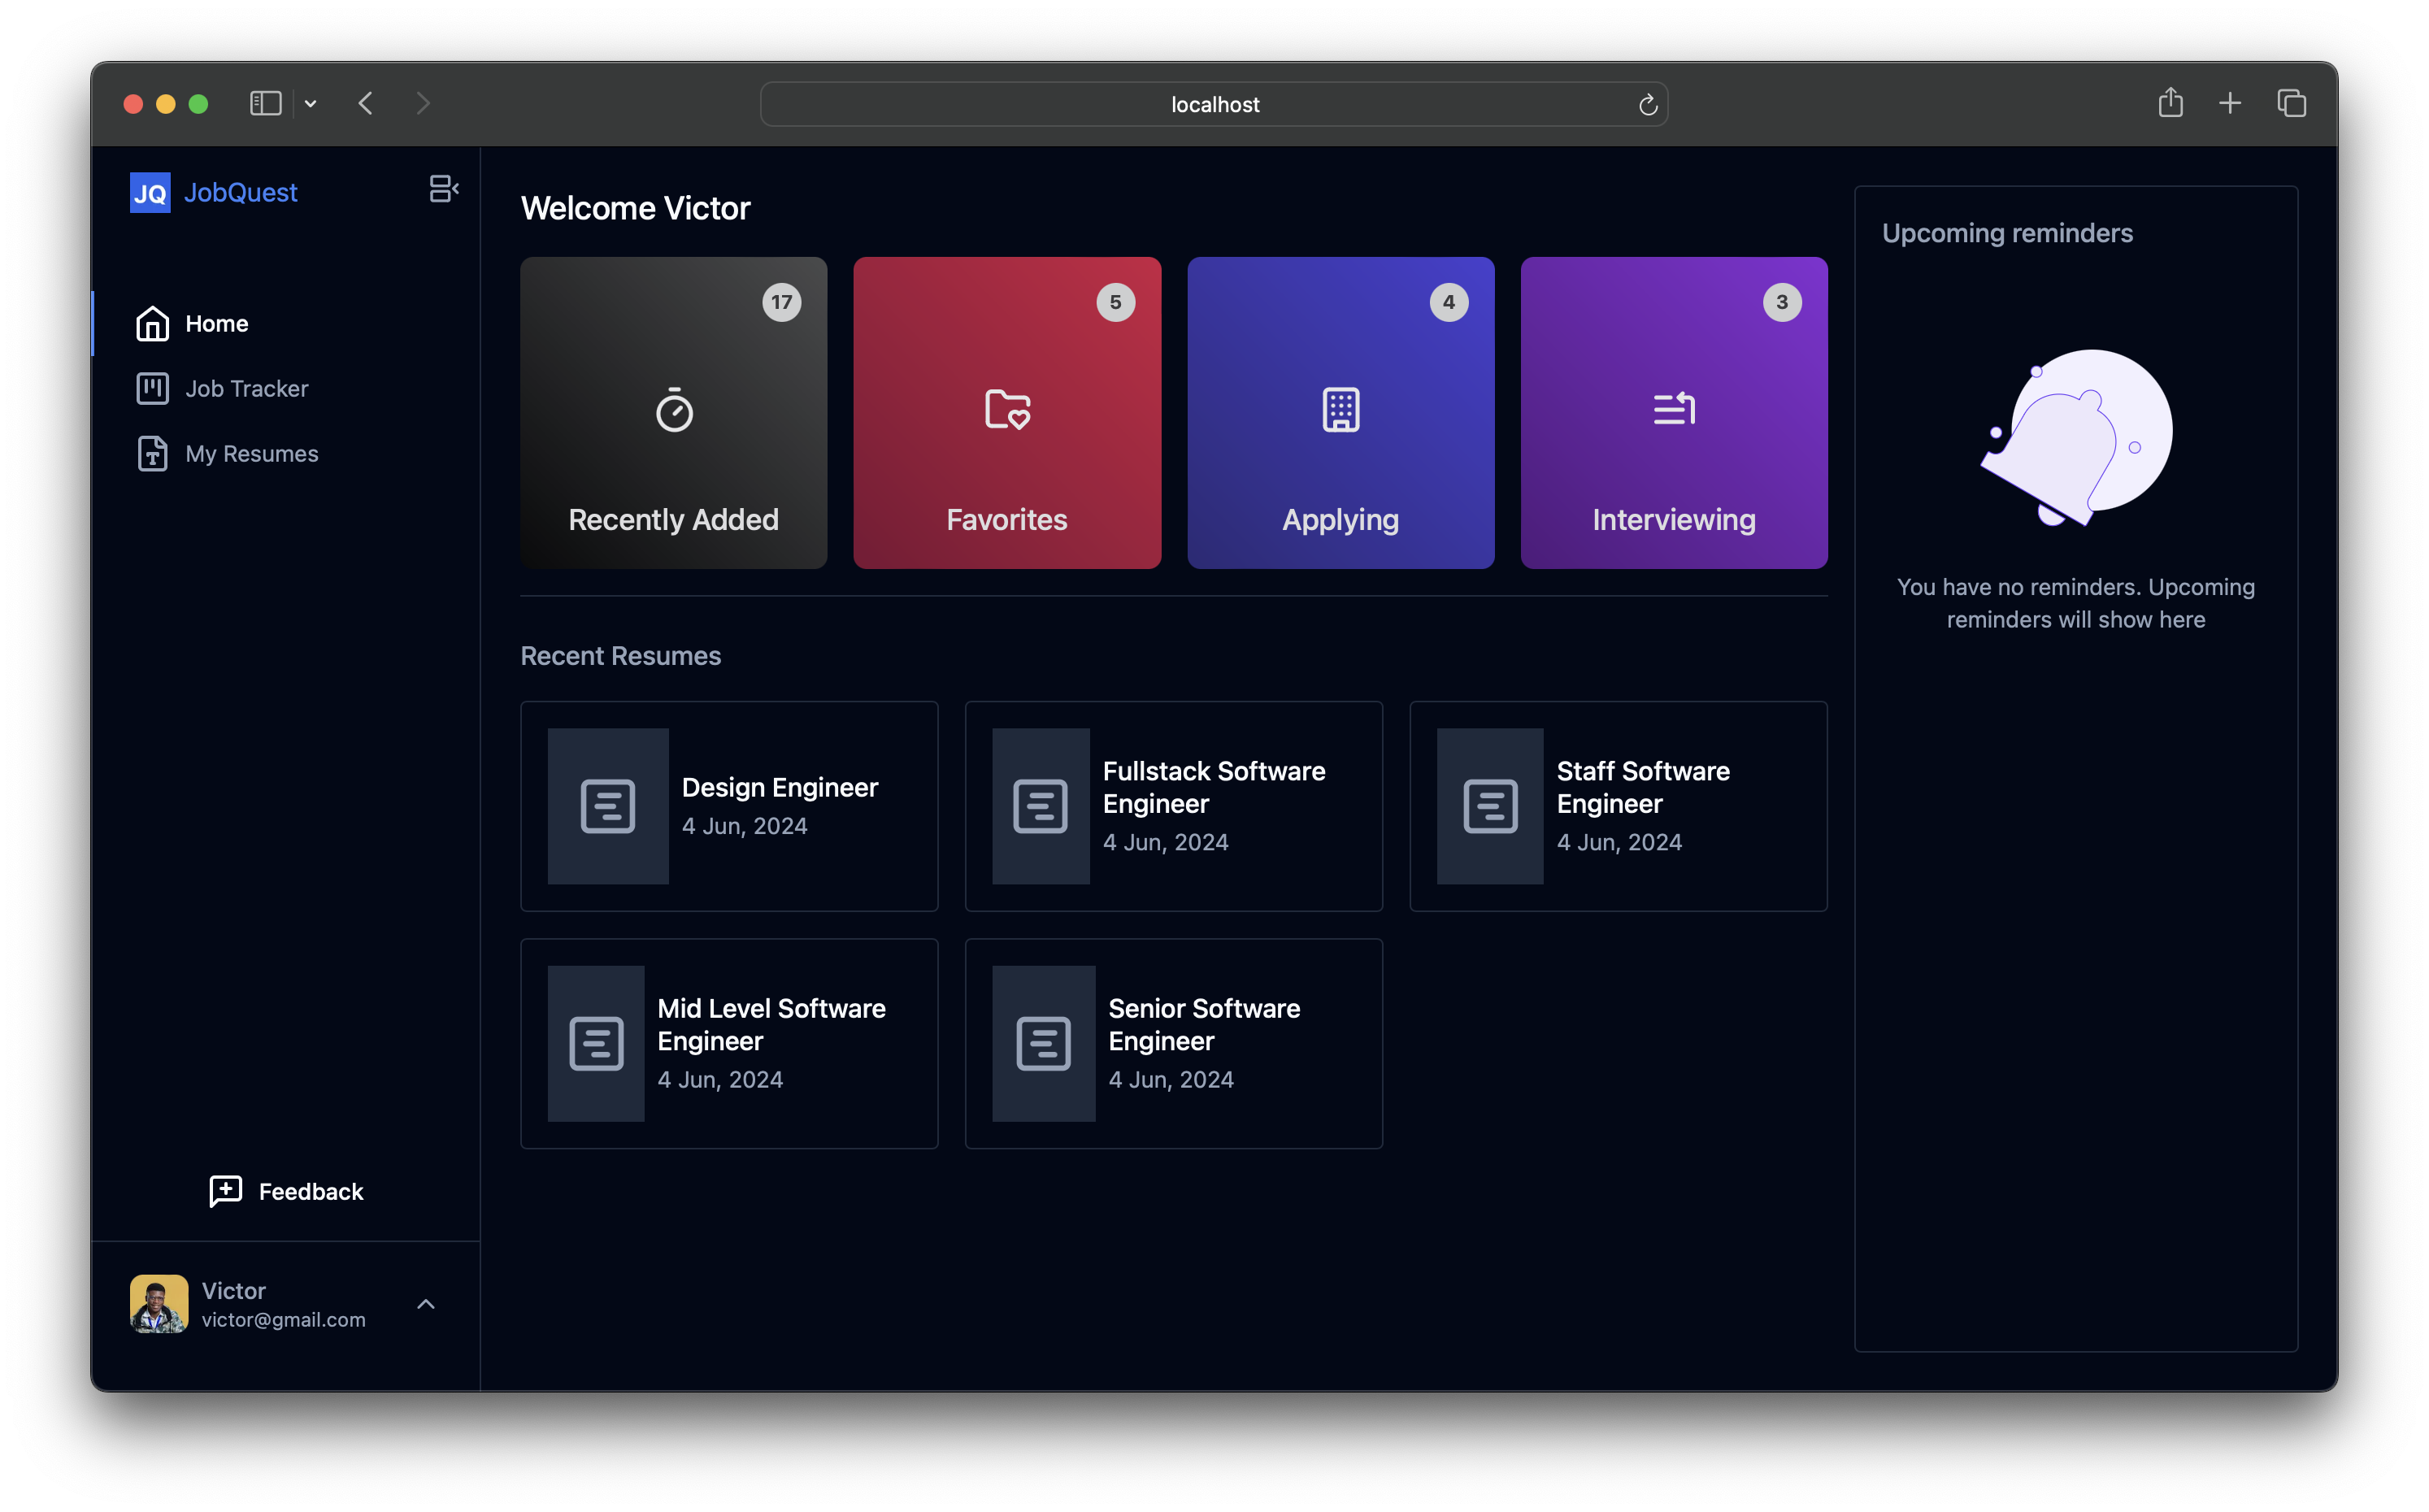 localhost
JQ JobQuest
Home
Job Tracker
My Resumes
Feedback
Victor
victor@gmail.com
Welcome Victor
17
Recently Added
5
Favorites
4
Applying
3
Interviewing
Recent Resumes
Design Engineer
4 Jun, 2024
Fullstack Software
Engineer
4 Jun, 2024
Staff Software
Engineer
4 Jun, 2024
Mid Level Software
Engineer
4 Jun, 2024
Senior Software
Engineer
4 Jun, 2024
Upcoming reminders
You have no reminders. Upcoming
reminders will show here